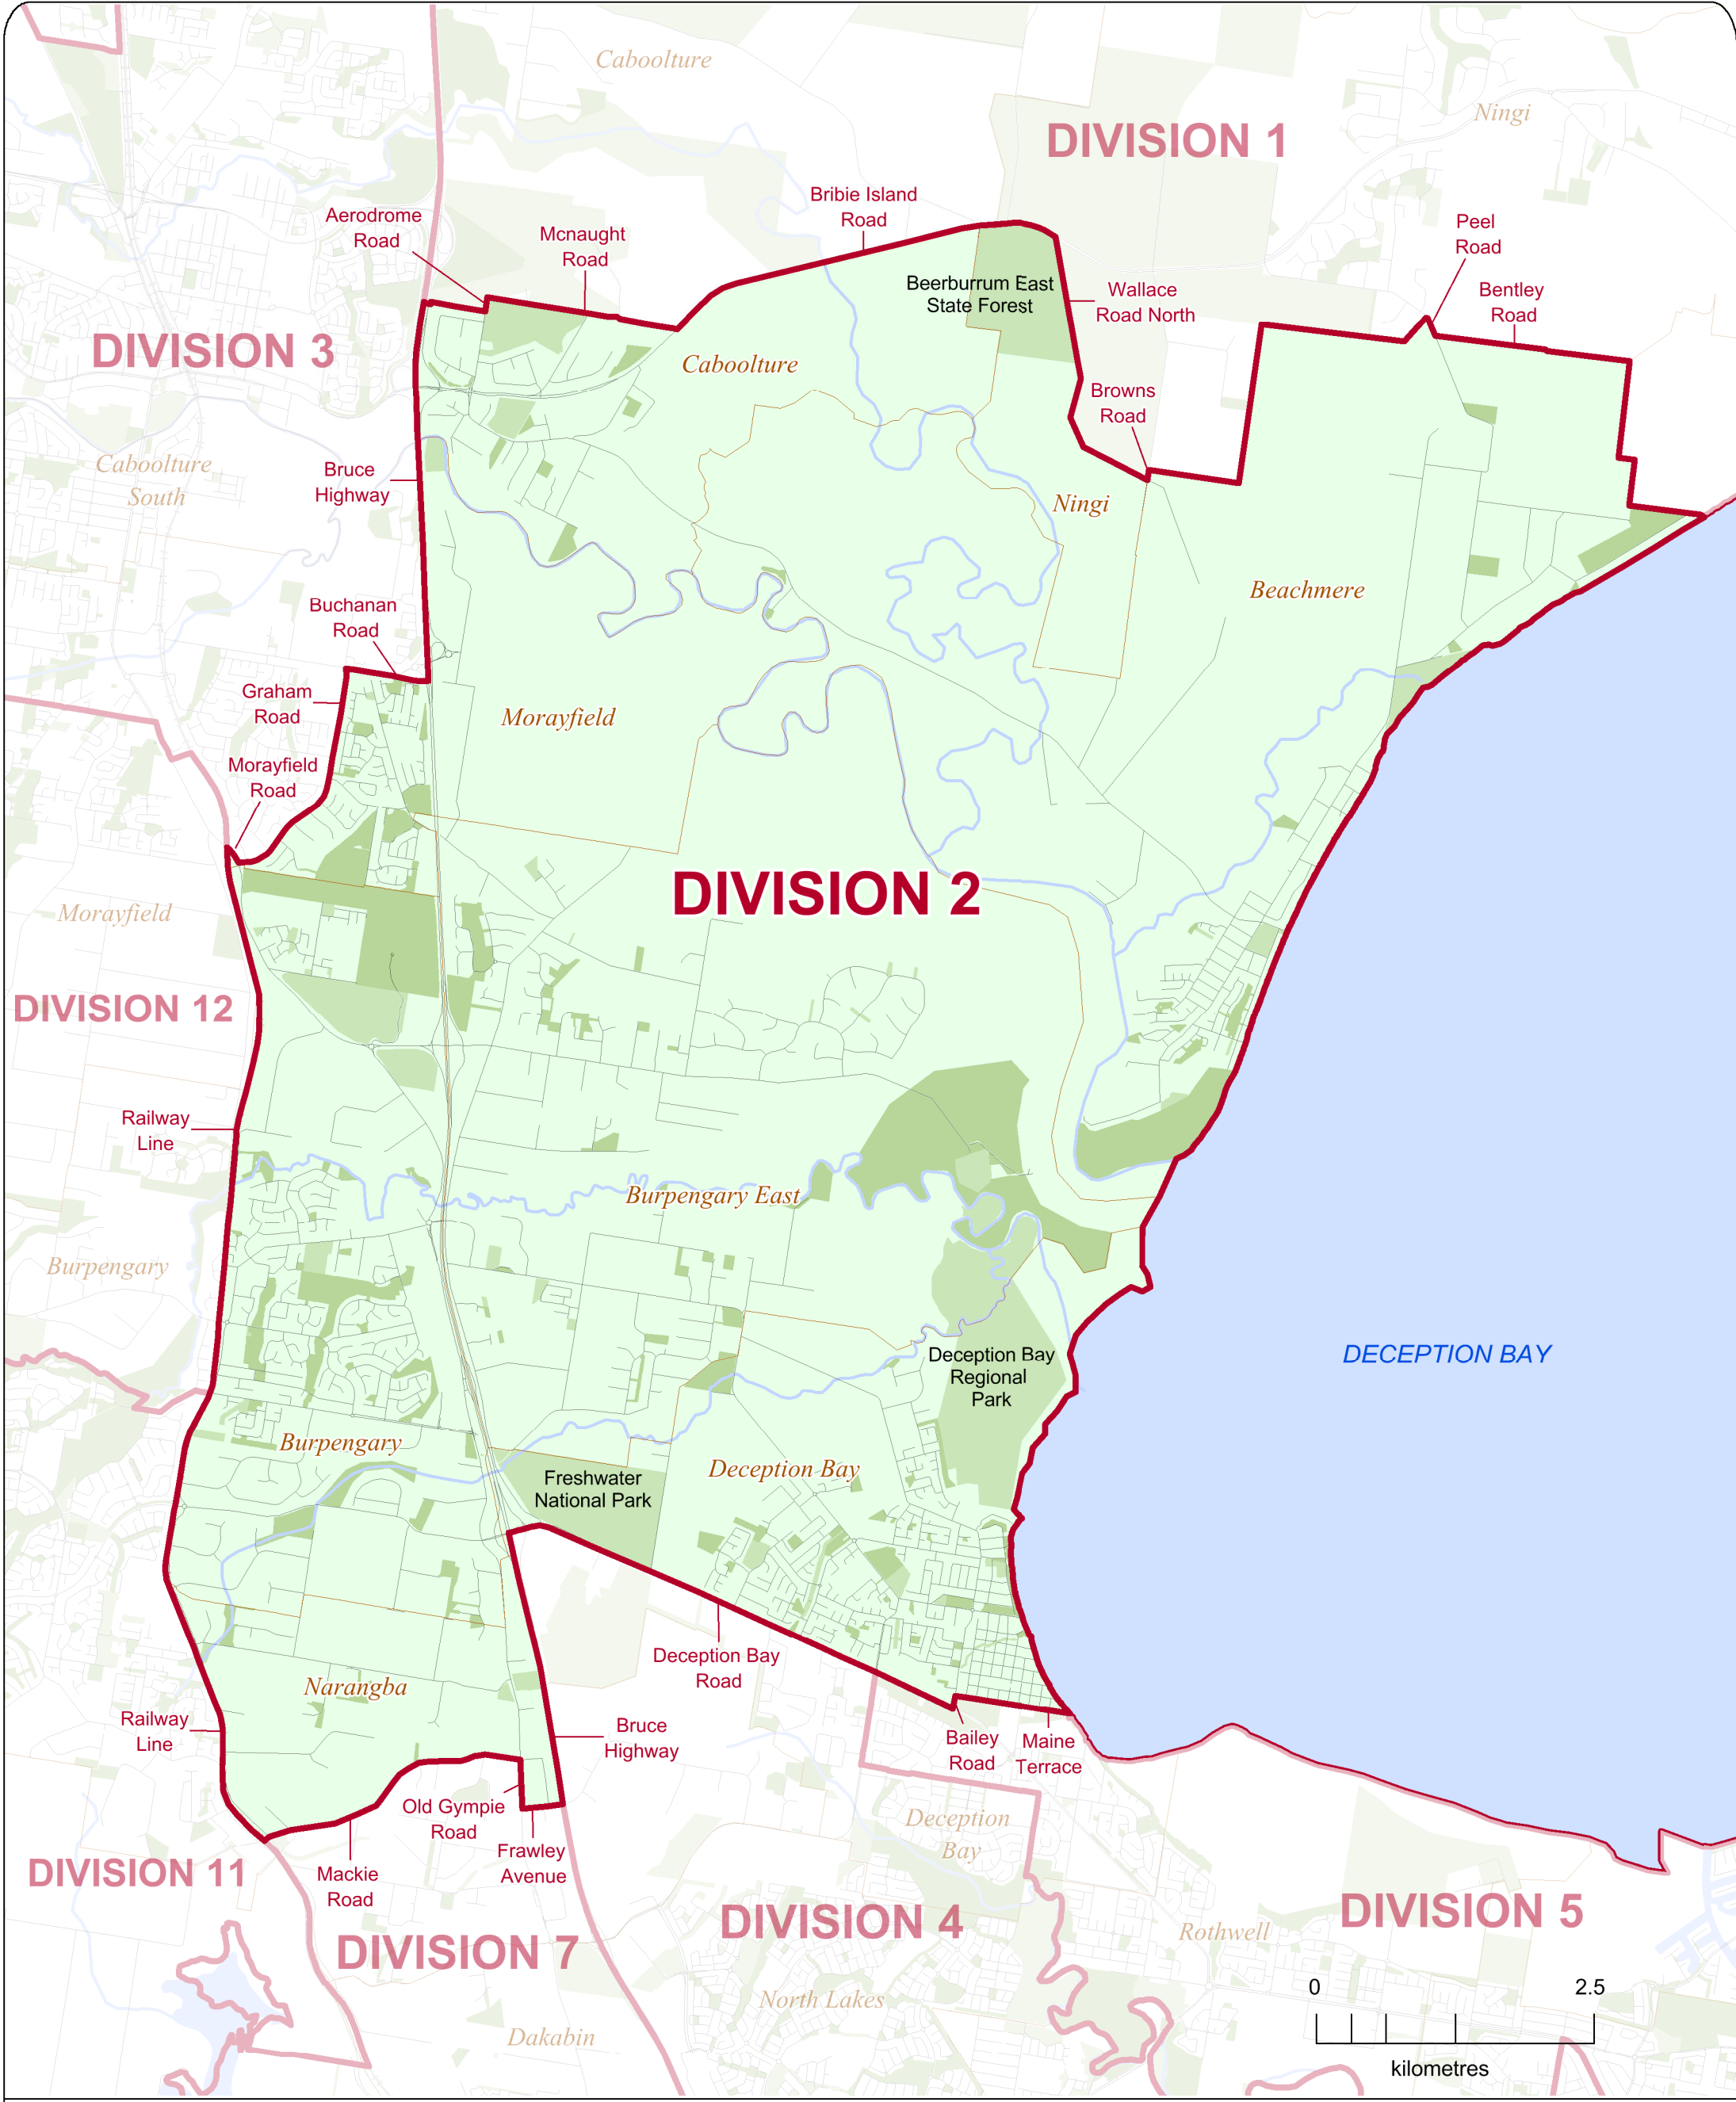 Caboolture
Ningi
DIVISION 1
Bribie Island
Road
Aerodrome
Road
Mcnaught
Road
Peel
Road
Beerburrum East
State Forest
Wallace
Road North
Bentley
Road
DIVISION 3
Caboolture
Browns
Road
Caboolture
South
Bruce
Highway
Ningi
Beachmere
Buchanan
Road
Graham
Road
Morayfield
Morayfield
Road
DIVISION 2
Morayfield
DIVISION 12
Railway
Line
Burpengary East
Burpengary
DECEPTION BAY
Deception Bay
Regional
Park
Burpengary
Deception Bay
Freshwater
National Park
Deception Bay
Road
Narangba
Railway
Line
Bruce
Highway
Bailey
Road
Maine
Terrace
Old Gympie
Road
Frawley
Avenue
Deception
Bay
DIVISION 11
Mackie
Road
DIVISION 7
DIVISION 4
DIVISION 5
Rothwell
North Lakes
Dakabin
0
2.5
kilometres